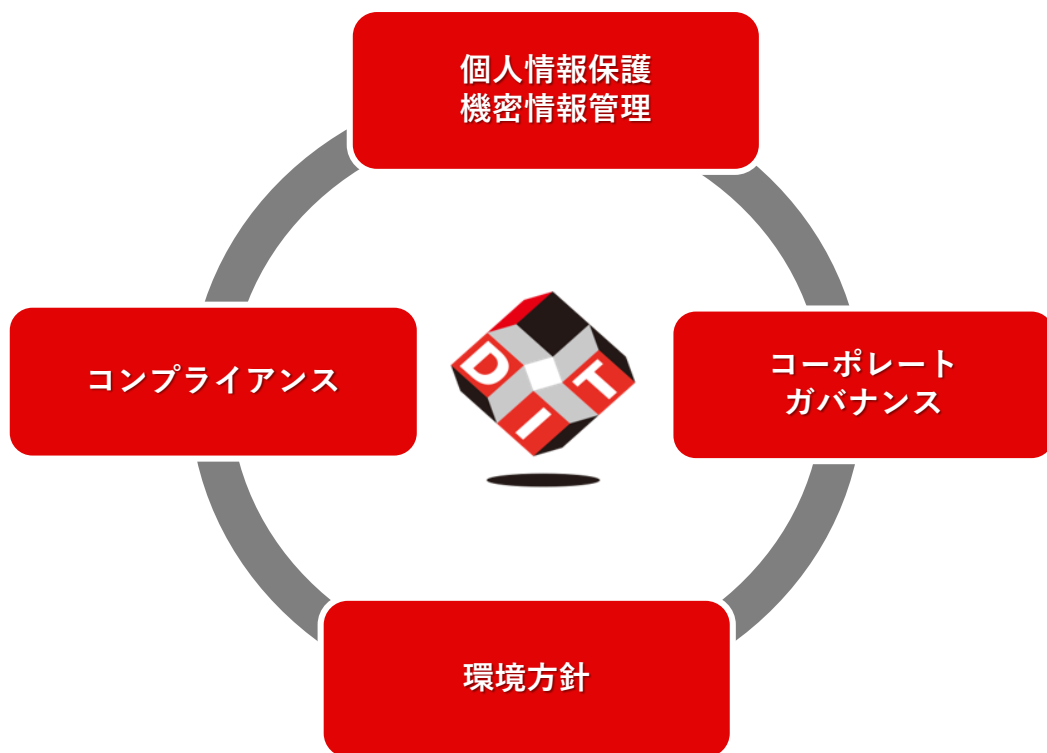 個人情報保護
機密情報管理
コンプライアンス
D
I
T
コーポレート
ガバナンス
環境方針